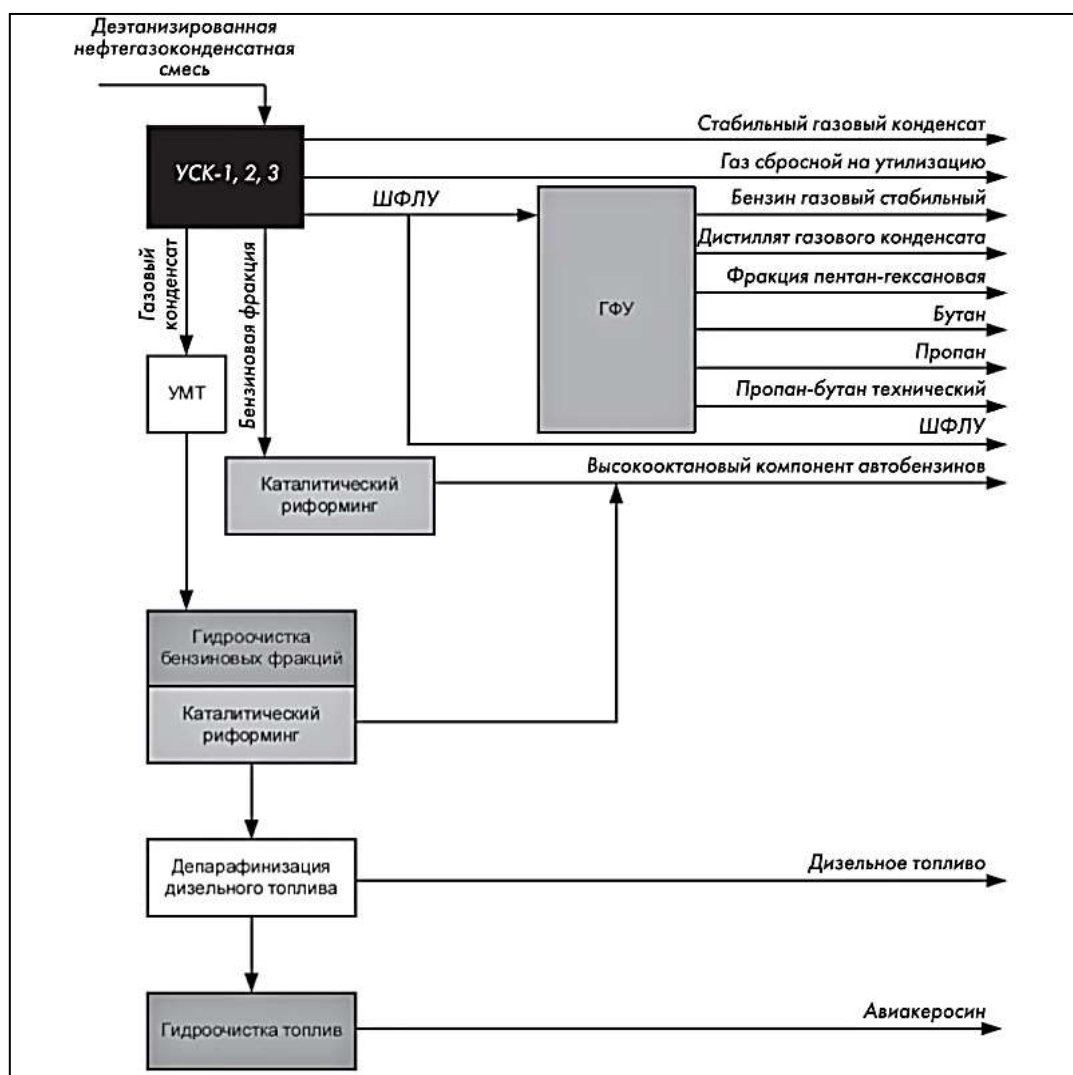 Деэтанизированная
нефтегазоконденсатная
смесь
УСК-1, 2, 3
Стабильный газовый конденсат
Газ сбросной на утилизацию
ШФЛУ
Бензин газовый стабильный
Дистиллят газового конденсата
Фракция пентан-гексановая
ГФУ
Бутан
Пропан
Пропан-бутан технический
ШФЛУ
Газовый
конденсат
Бензиновая фракция
УМТ
Высокооктановый компонент автобензинов
Каталитический
риформинг
Гидроочистка
бензиновых фракций
Каталитический
риформинг
Депарафинизация
дизельного топлива
Дизельное топливо
Гидроочистка топлив
Авиакеросин